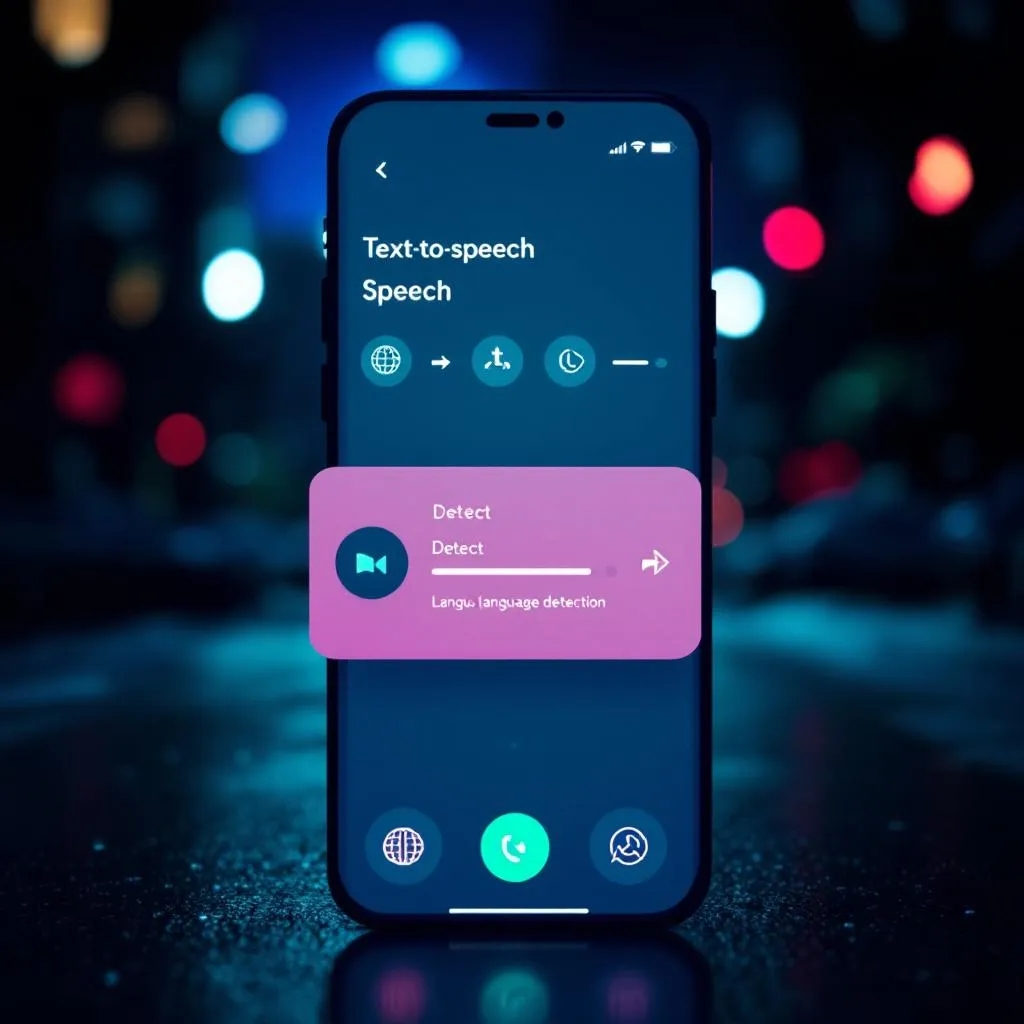 Text-to-speech
Speech
Detect
Detect
Langu language detection